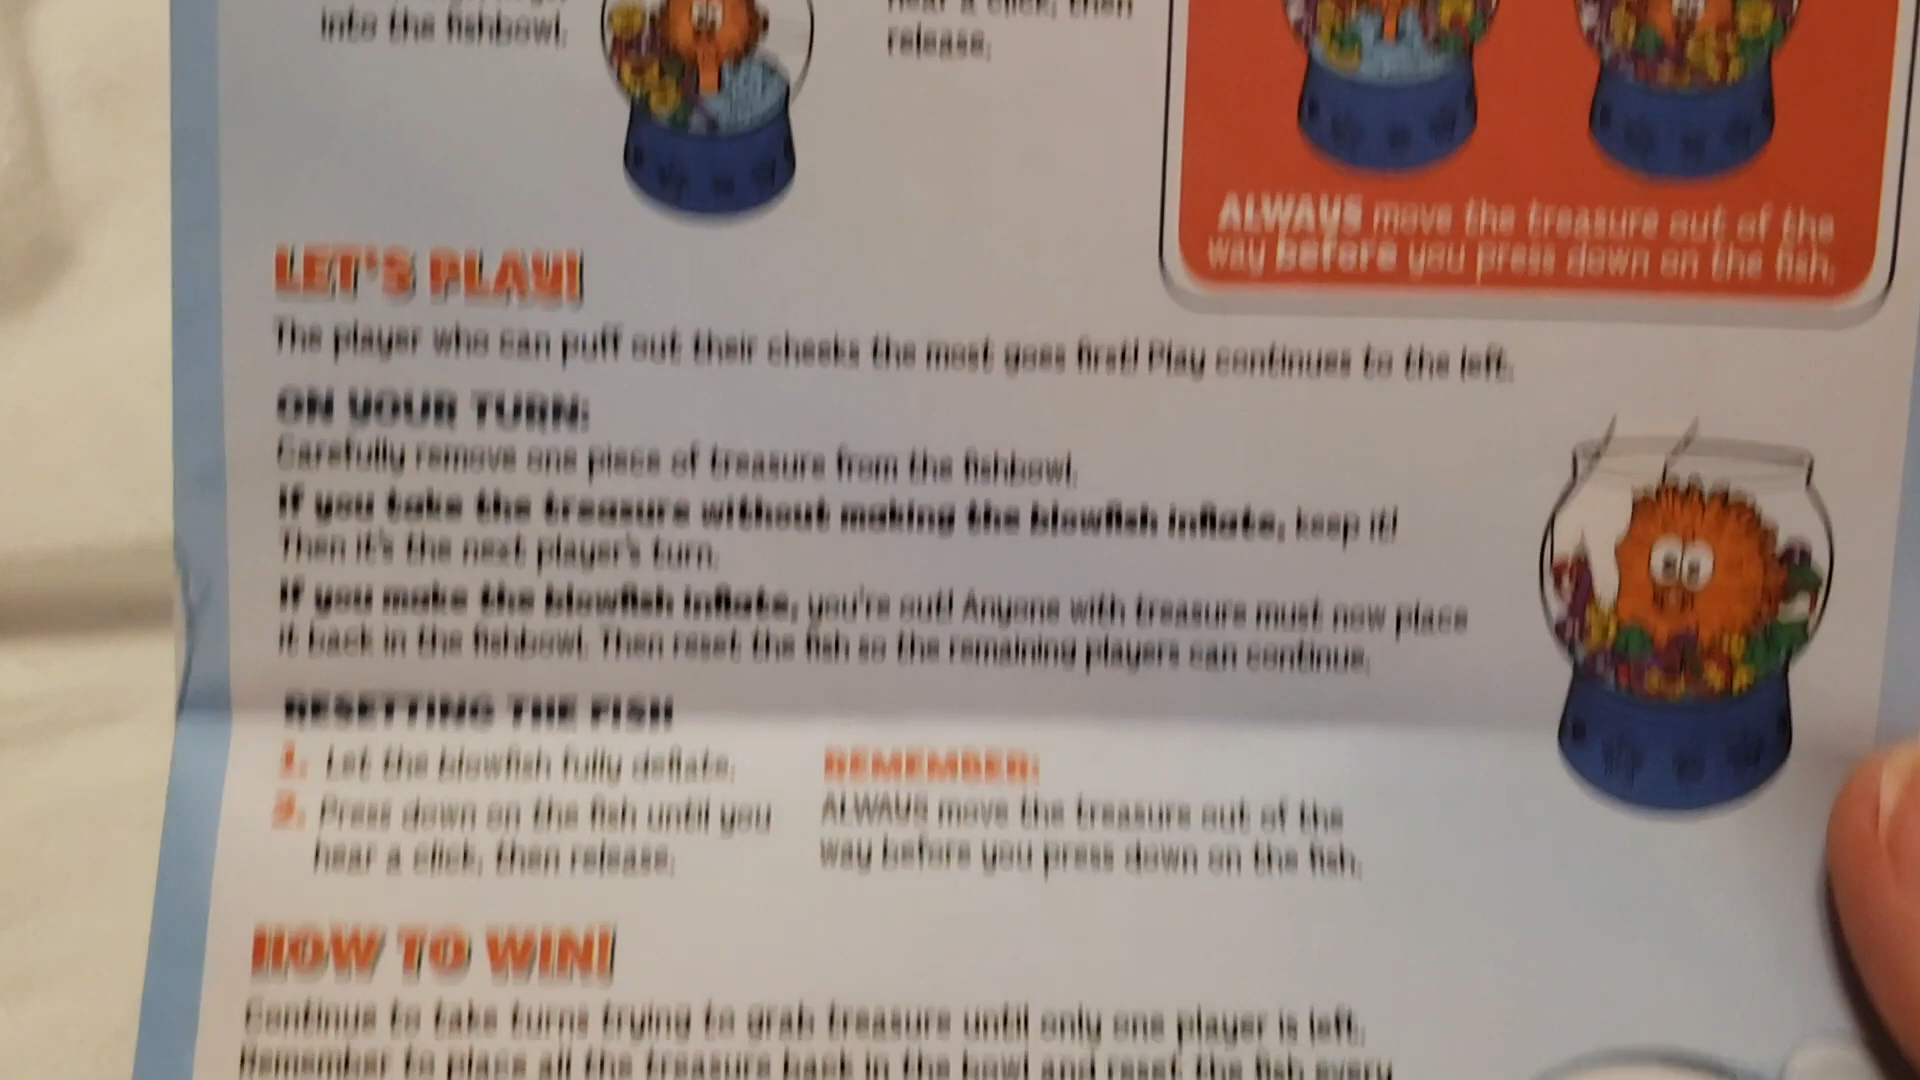 into the fishbowl.
hear a click, then
release.
ALWAYS move the treasure out of the
way before you press down on the fish.
LET'S PLAY!
The player who can puff out their cheeks the most goes first! Play continues to the left.
ON YOUR TURN:
Carefully remove one piece of treasure from the fishbowl.
If you take the treasure without making the blowfish inflate, keep it!
Then it's the next player's turn.
If you make the blowfish inflate, you're out! Anyone with treasure must now place
it back in the fishbowl. Then reset the fish so the remaining players can continue.
RESETTING THE FISH
1. Let the blowfish fully deflate.
2. Press down on the fish until you
hear a click, then release.
REMEMBER:
ALWAYS move the treasure out of the
way before you press down on the fish.
HOW TO WIN!
Continue to take turns trying to grab treasure until only one player is left.
Remember to place all the treasure back in the bowl and reset the fish every